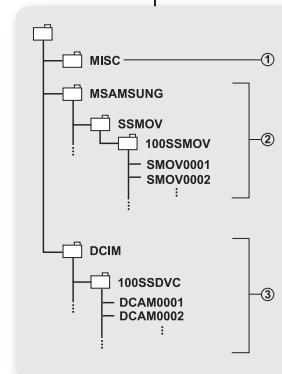 MISC ①
MSAMSUNG
SSMOV
②
100SSMOV
SMOV0001
SMOV0002
DCIM
100SSDVC
③
DCAM0001
DCAM0002